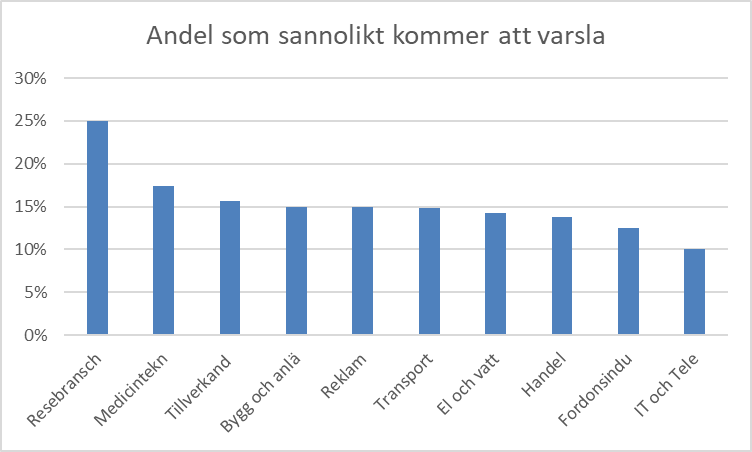 Andel som sannolikt kommer att varsla
30%
25%
20%
15%
10%
5%
0%
Resebransch
Medicintekn
Tillverkand
Bygg och anlä
Reklam
Transport
El och vatt
Handel
Fordonsindu
IT och Tele